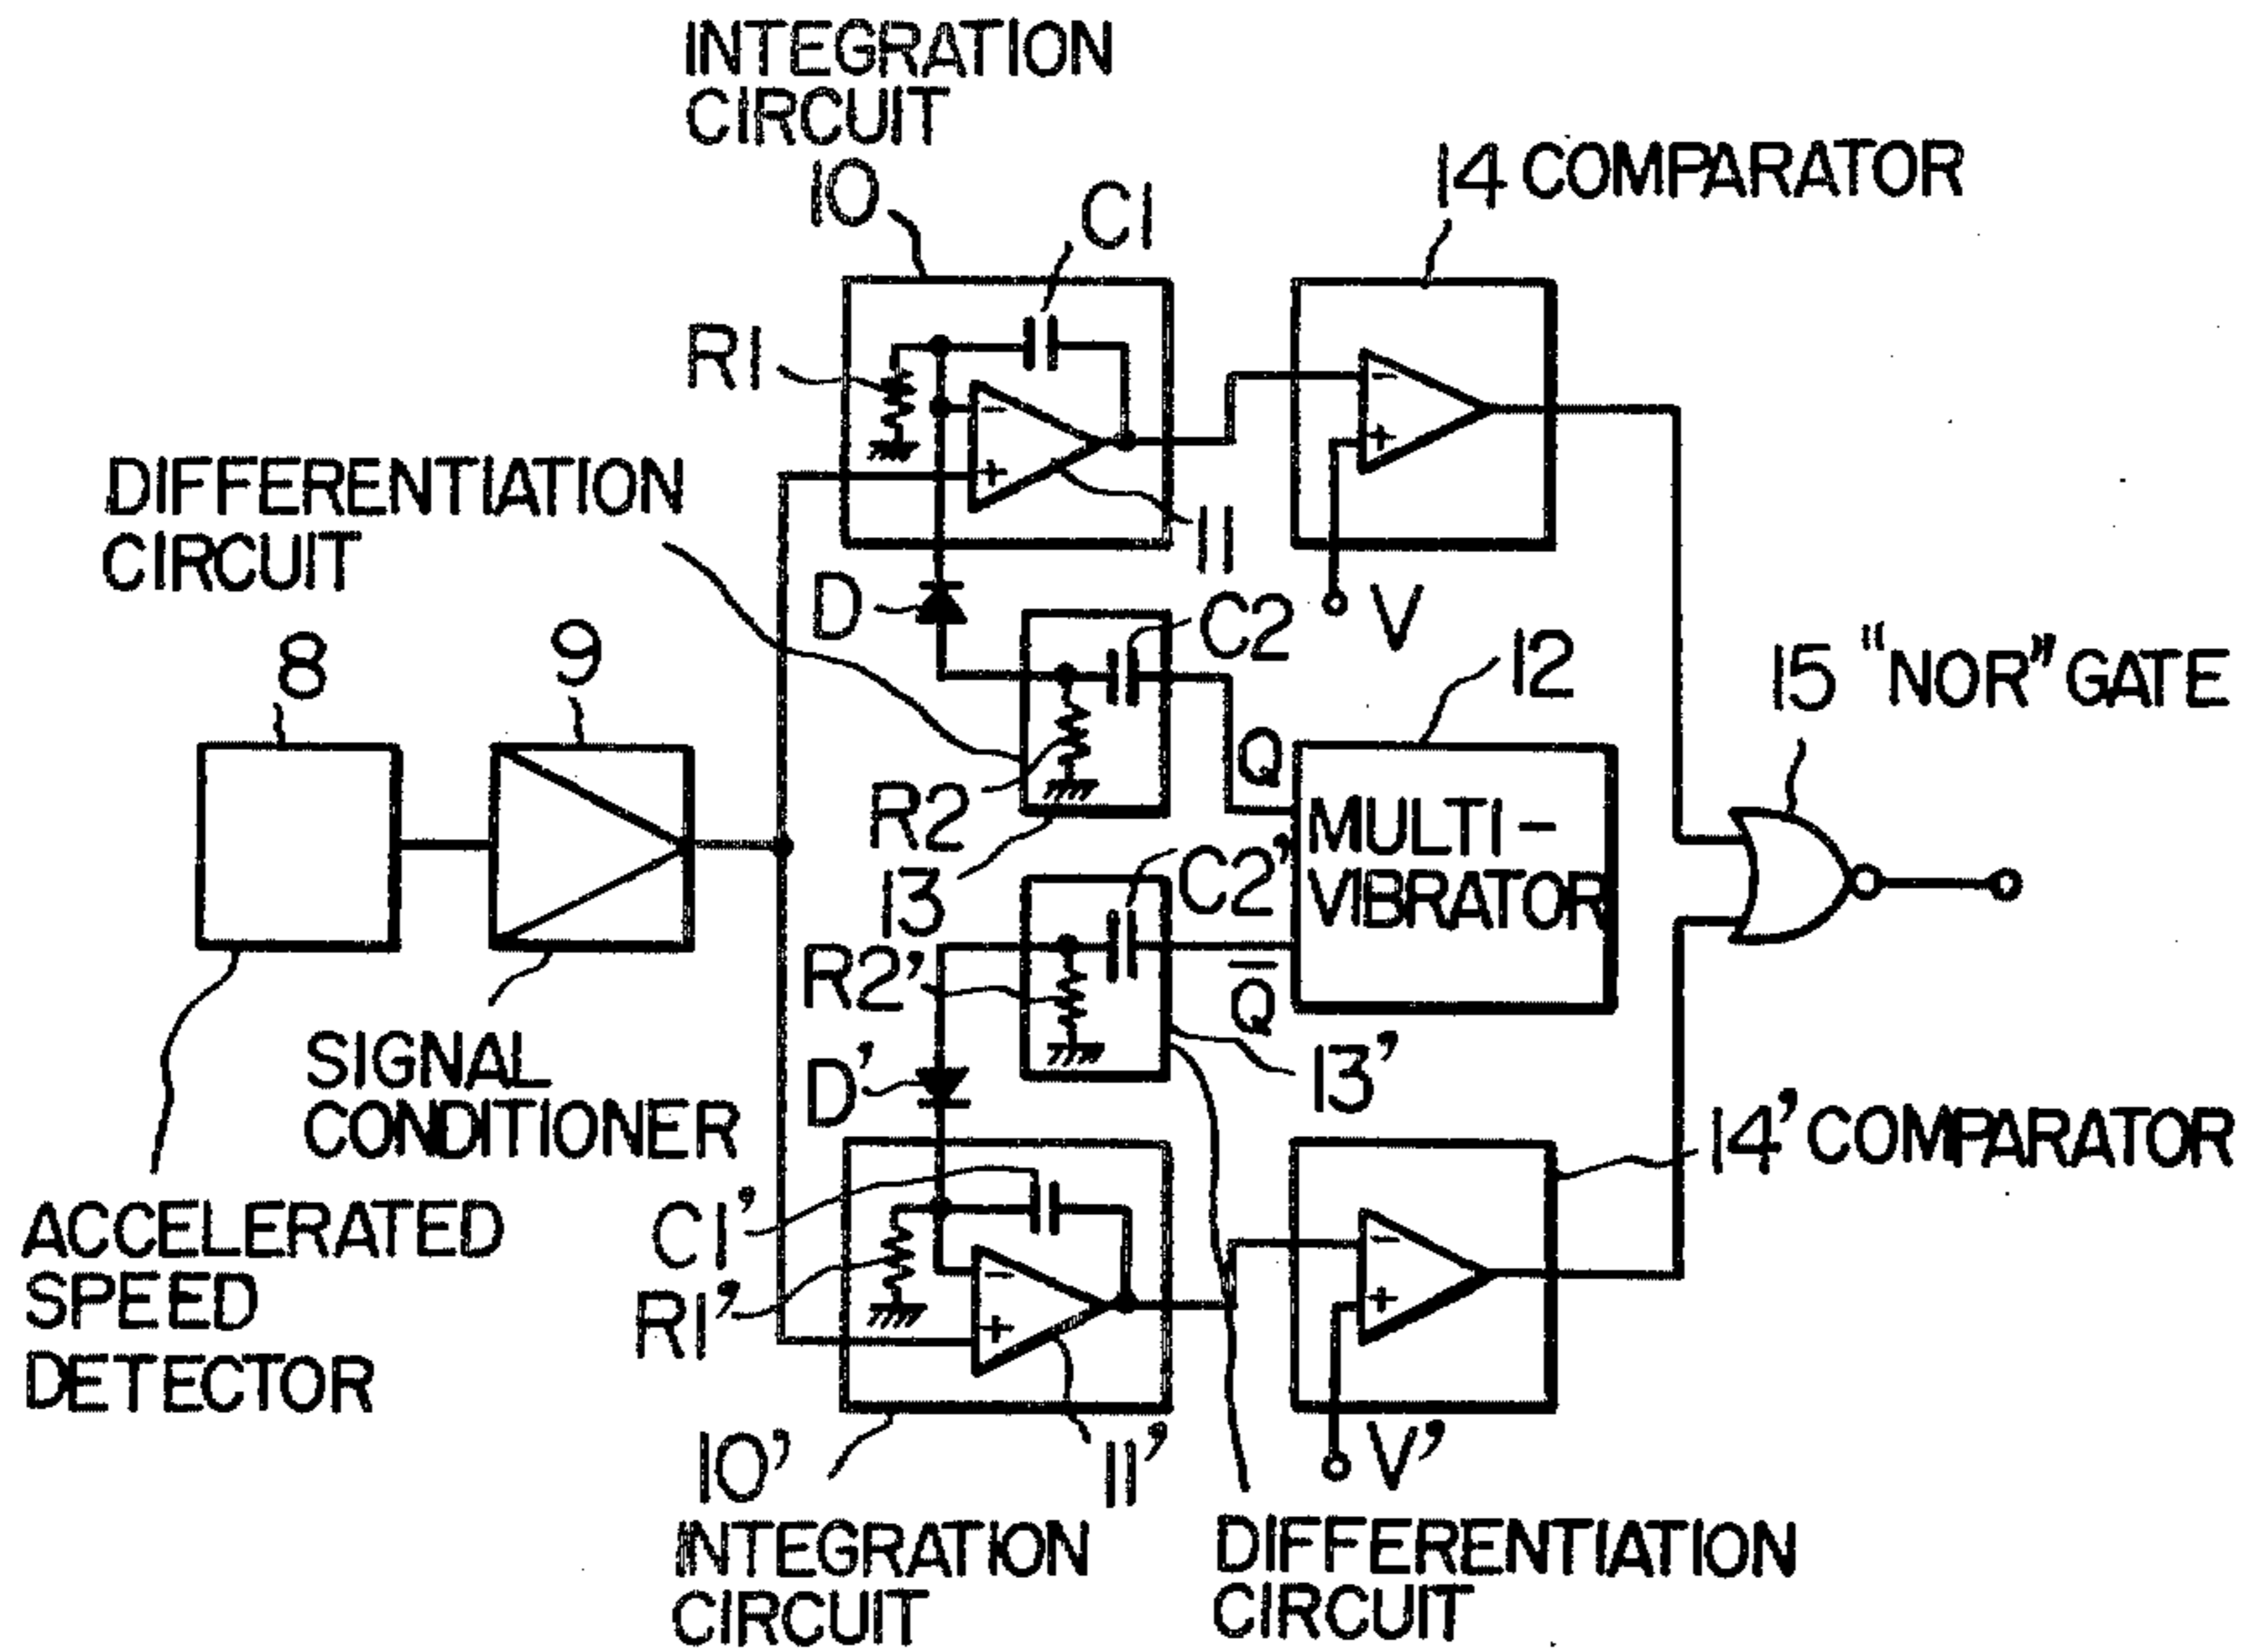 INTEGRATION
CIRCUIT
10
C1
14 COMPARATOR
R1
-
+
-
+
11
DIFFERENTIATION
CIRCUIT
D
C2
V
12
8
9
15 "NOR" GATE
Q
R2
MULTI-
VIBRATOR
13
C2'
R2'
Q̅
13'
D'
SIGNAL
CONDITIONER
14' COMPARATOR
ACCELERATED
SPEED
DETECTOR
C1'
R1'
-
+
-
+
10'
11'
V'
INTEGRATION
CIRCUIT
DIFFERENTIATION
CIRCUIT